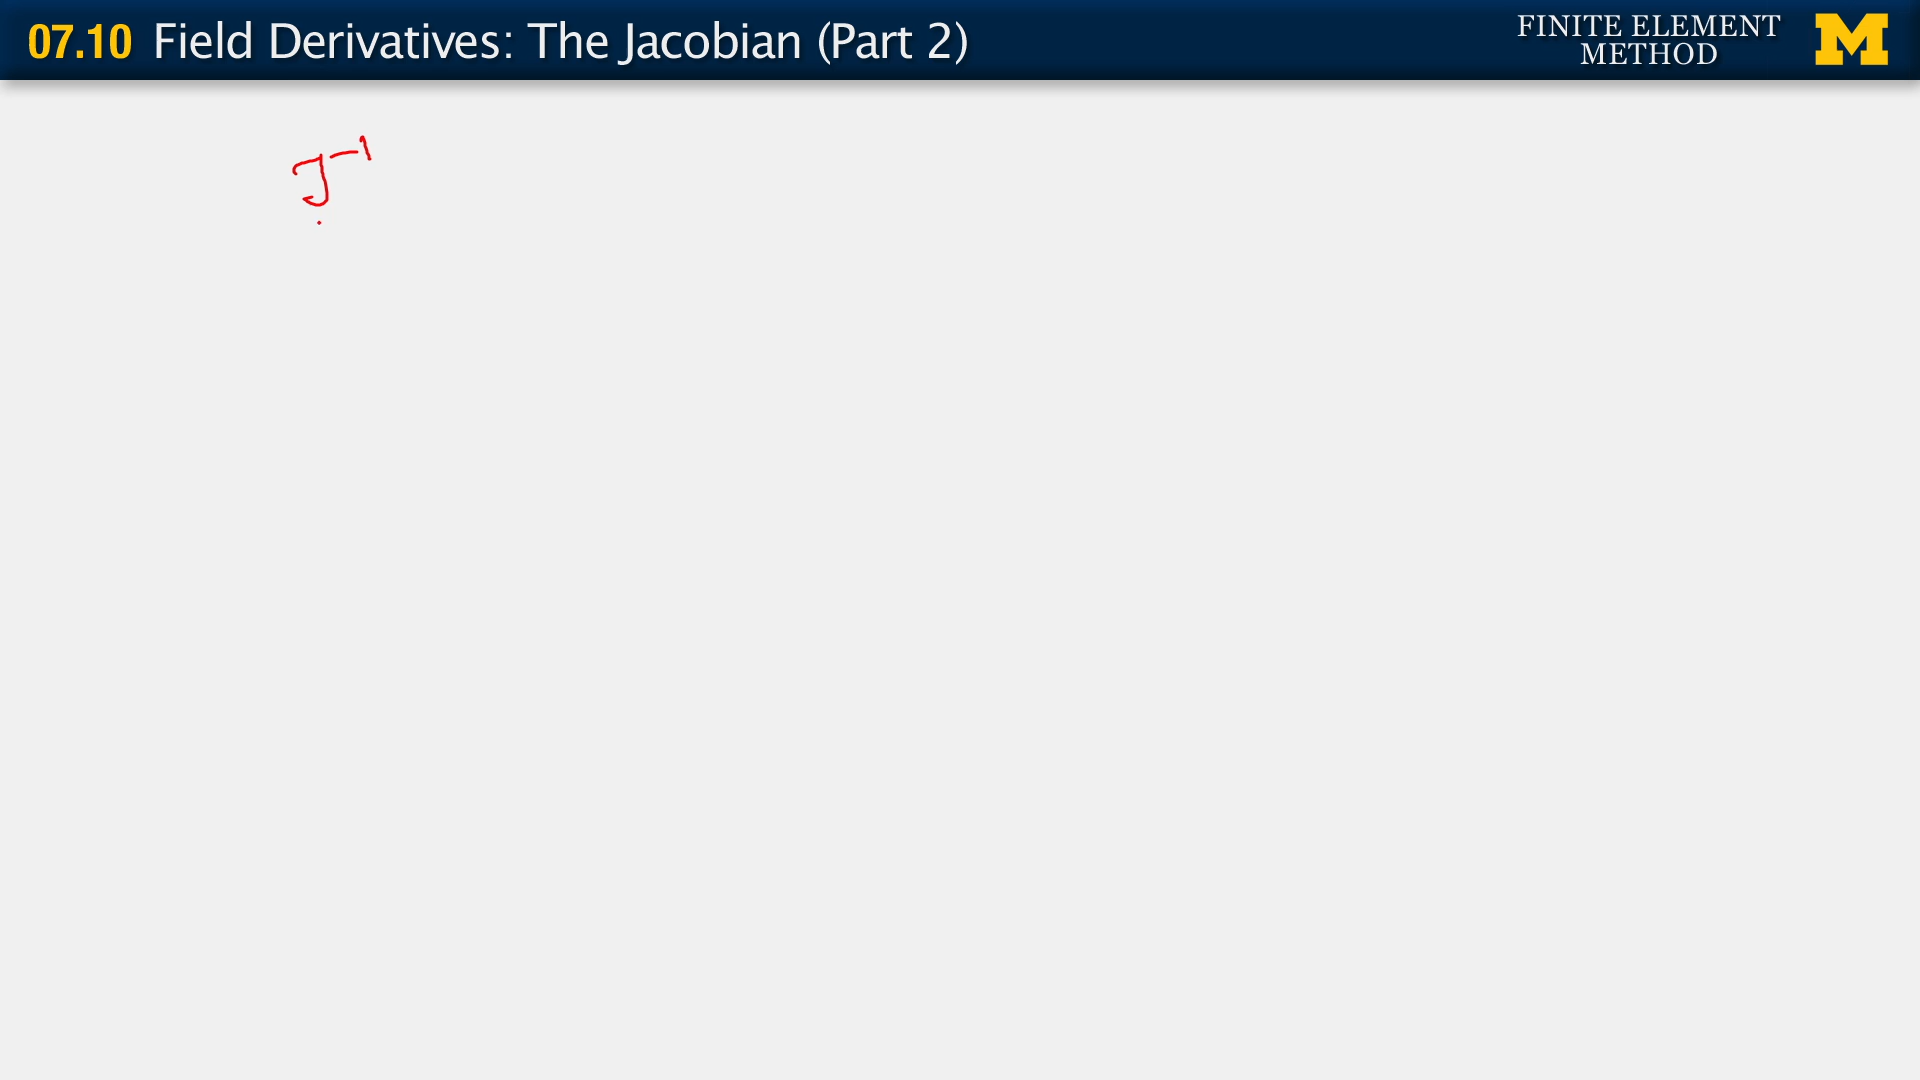 07.10 Field Derivatives: The Jacobian (Part 2)
FINITE ELEMENT
METHOD
M
J⁻¹